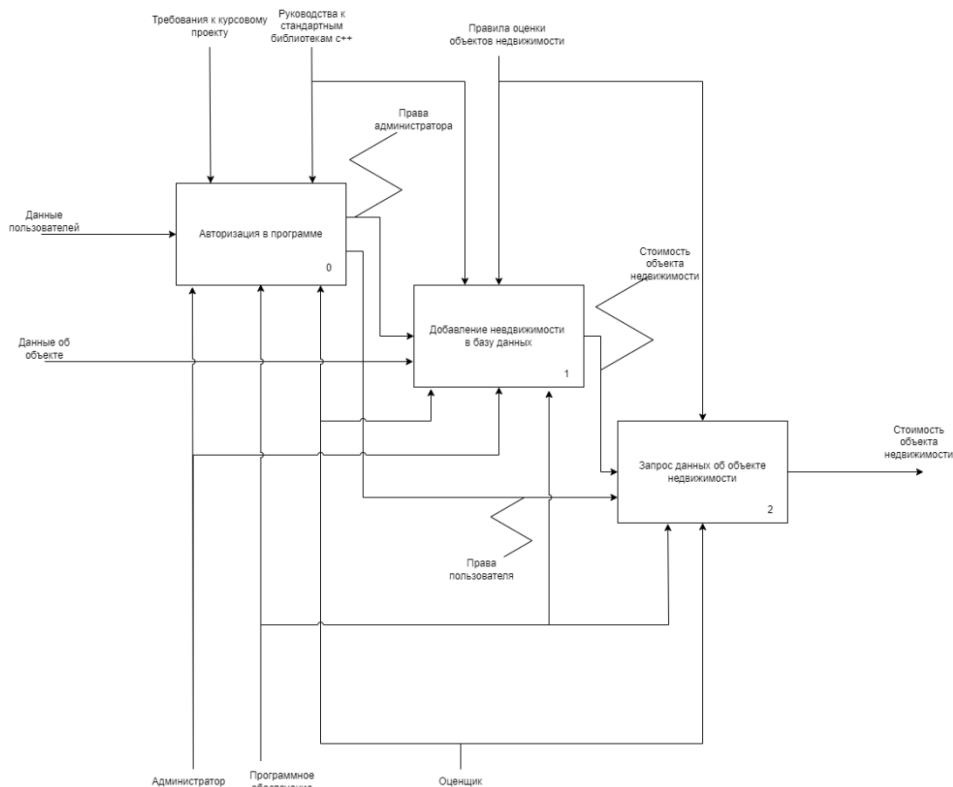 Требования к курсовому
проекту
Руководства к
стандартным
библиотекам c++
Правила оценки
объектов недвижимости
Права
администратора
Данные
пользователей
Авторизация в программе
0
Стоимость
объекта
недвижимости
Данные об
объекте
Добавление невдвижимости
в базу данных
1
Стоимость
объекта
недвижимости
Запрос данных об объекте
недвижимости
2
Права
пользователя
Администратор
Программное
Оценщик